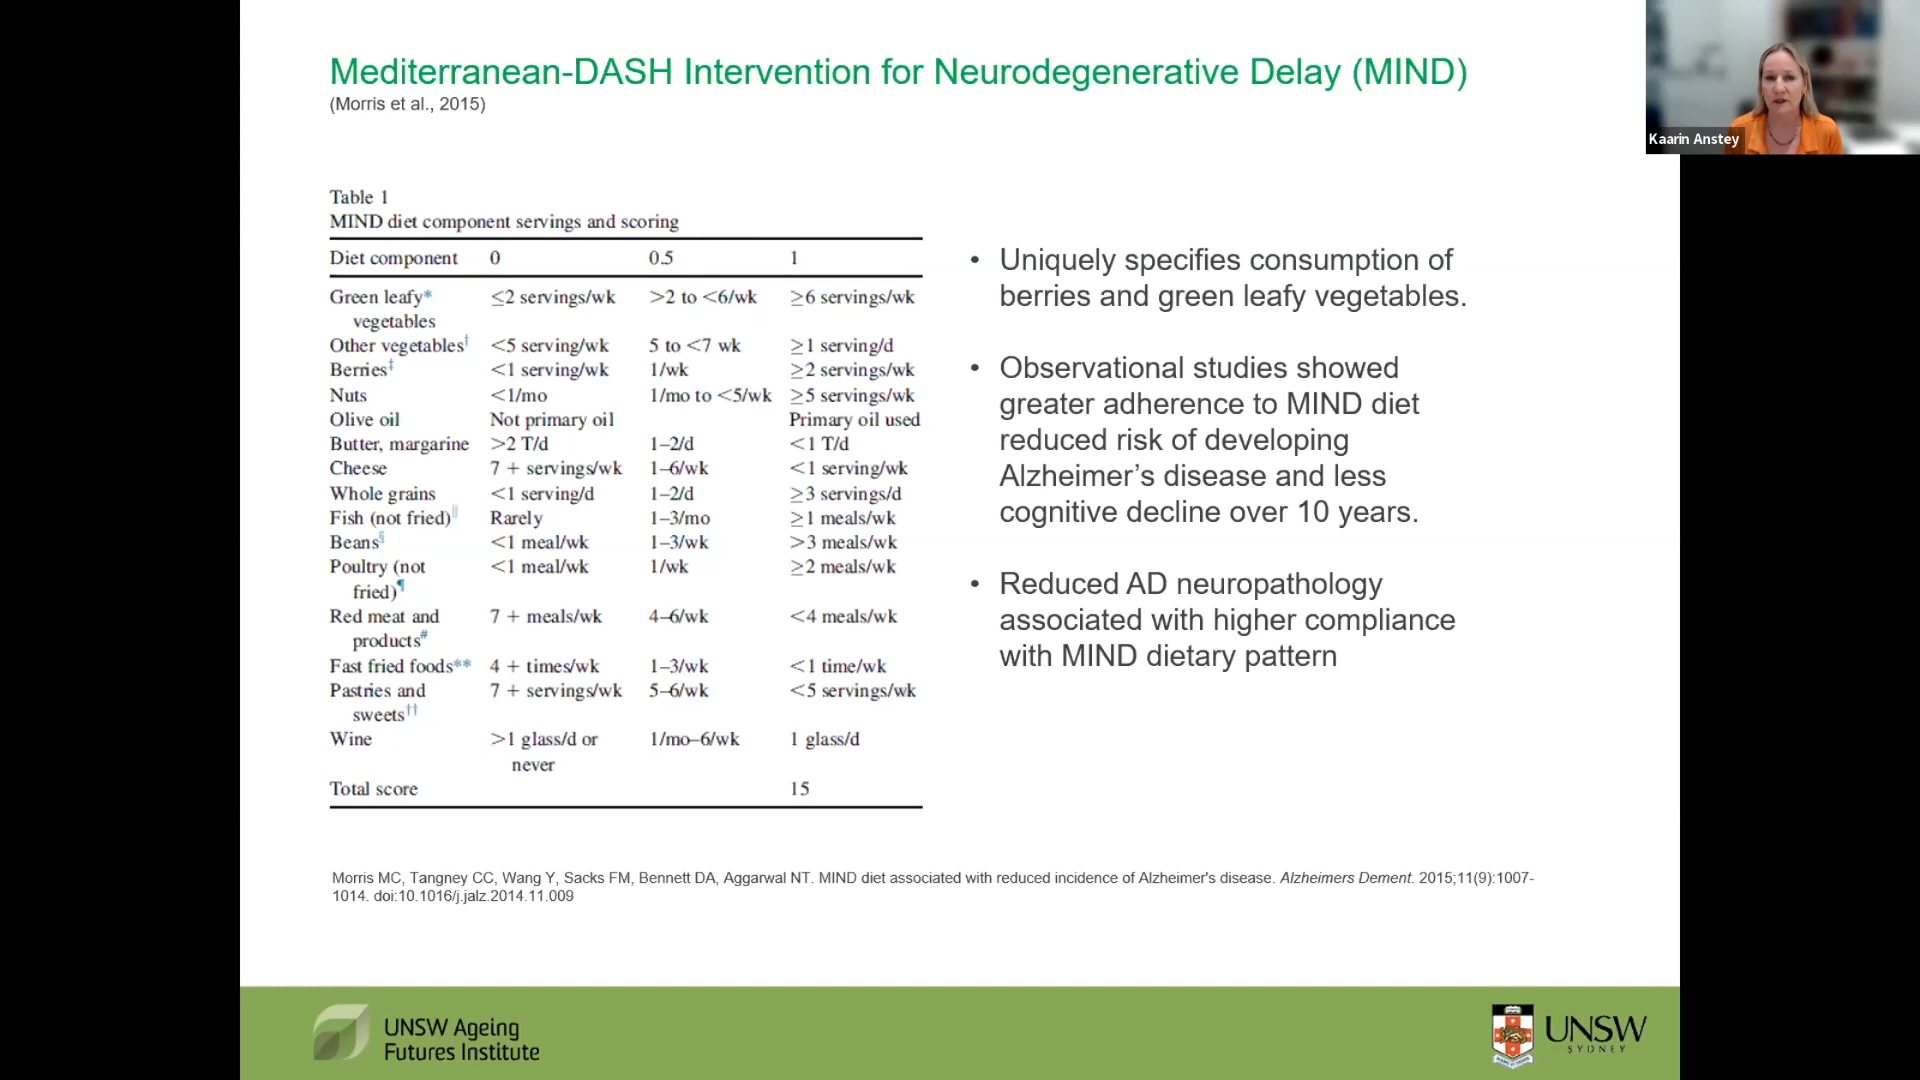 Mediterranean-DASH Intervention for Neurodegenerative Delay (MIND)
(Morris et al., 2015)
Kaarin Anstey
Table 1
MIND diet component servings and scoring
Diet component 0 0.5 1
Green leafy* ≤2 servings/wk >2 to <6/wk ≥6 servings/wk
vegetables
Other vegetables† <5 serving/wk 5 to <7 wk ≥1 serving/d
Berries‡ <1 serving/wk 1/wk ≥2 servings/wk
Nuts <1/mo 1/mo to <5/wk ≥5 servings/wk
Olive oil Not primary oil Primary oil used
Butter, margarine >2 T/d 1–2/d <1 T/d
Cheese 7 + servings/wk 1–6/wk <1 serving/wk
Whole grains <1 serving/d 1–2/d ≥3 servings/d
Fish (not fried)‖ Rarely 1–3/mo ≥1 meals/wk
Beans§ <1 meal/wk 1–3/wk >3 meals/wk
Poultry (not <1 meal/wk 1/wk ≥2 meals/wk
fried)¶
Red meat and 7 + meals/wk 4–6/wk <4 meals/wk
products#
Fast fried foods** 4 + times/wk 1–3/wk <1 time/wk
Pastries and 7 + servings/wk 5–6/wk <5 servings/wk
sweets††
Wine >1 glass/d or 1/mo–6/wk 1 glass/d
never
Total score 15
• Uniquely specifies consumption of
berries and green leafy vegetables.
• Observational studies showed
greater adherence to MIND diet
reduced risk of developing
Alzheimer’s disease and less
cognitive decline over 10 years.
• Reduced AD neuropathology
associated with higher compliance
with MIND dietary pattern
Morris MC, Tangney CC, Wang Y, Sacks FM, Bennett DA, Aggarwal NT. MIND diet associated with reduced incidence of Alzheimer's disease. Alzheimers Dement. 2015;11(9):1007-
1014. doi:10.1016/j.jalz.2014.11.009
UNSW Ageing
Futures Institute
UNSW
SYDNEY